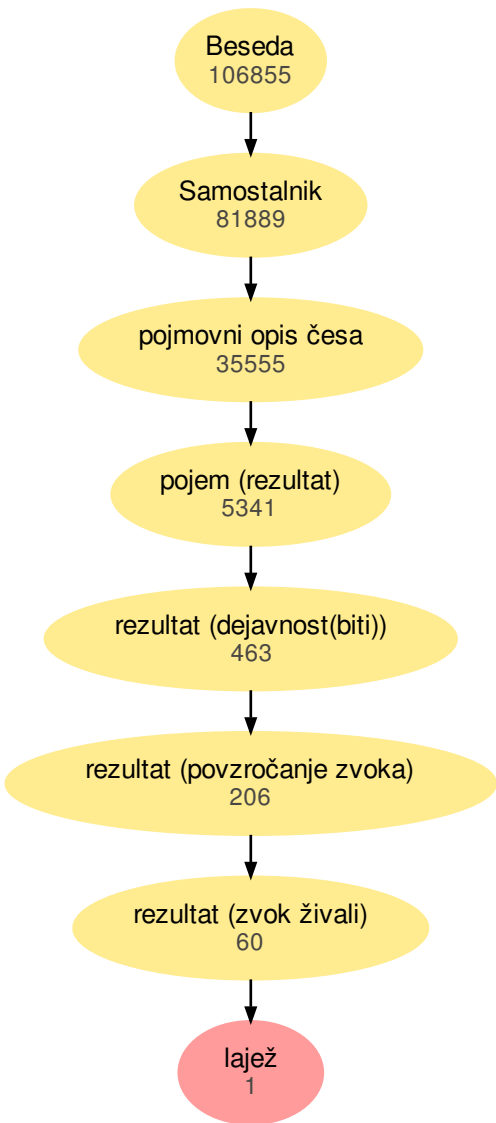 Beseda
106855
Samostalnik
81889
pojmovni opis česa
35555
pojem (rezultat)
5341
rezultat (dejavnost(biti))
463
rezultat (povzročanje zvoka)
206
rezultat (zvok živali)
60
lajež
1